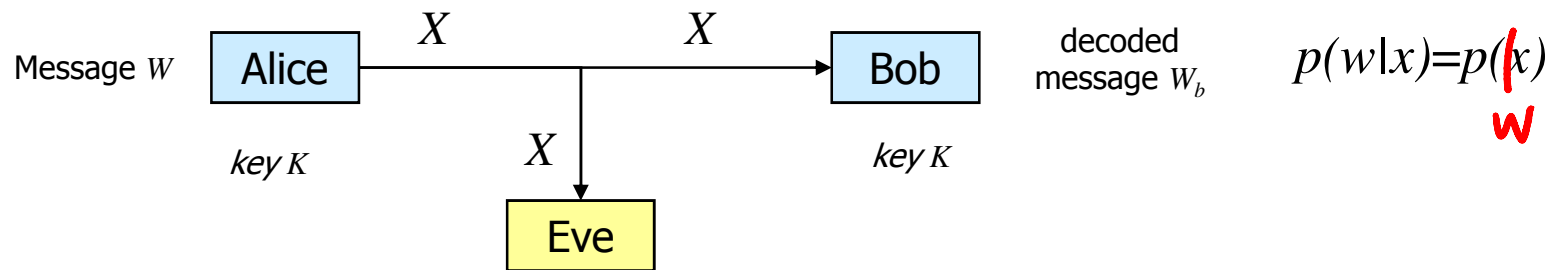 X X
Message W Alice Bob decoded message W_b p(w|x)=p(x)
w
key K X key K
Eve